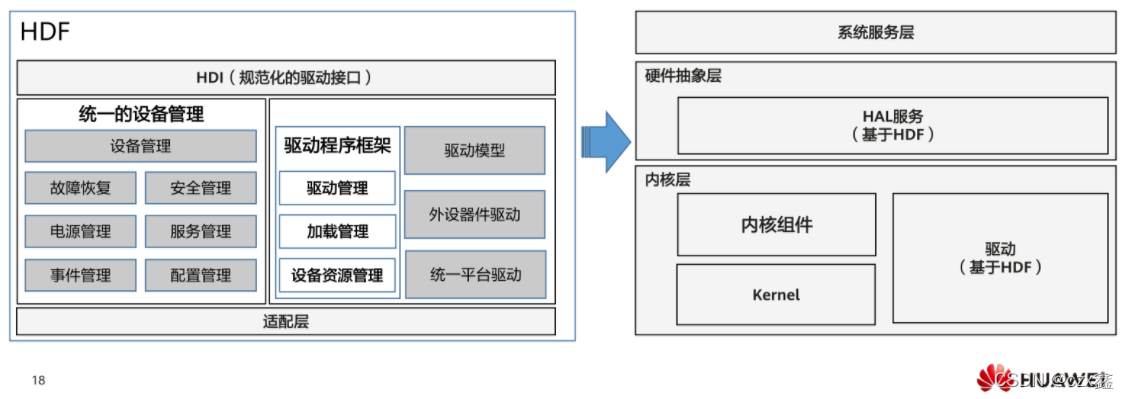 HDF
HDI（规范化的驱动接口）
统一的设备管理
设备管理
故障恢复
安全管理
电源管理
服务管理
事件管理
配置管理
驱动程序框架
驱动管理
加载管理
设备资源管理
驱动模型
外设器件驱动
统一平台驱动
适配层
系统服务层
硬件抽象层
HAL服务
（基于HDF）
内核层
内核组件
Kernel
驱动
（基于HDF）
18
HUAWEI